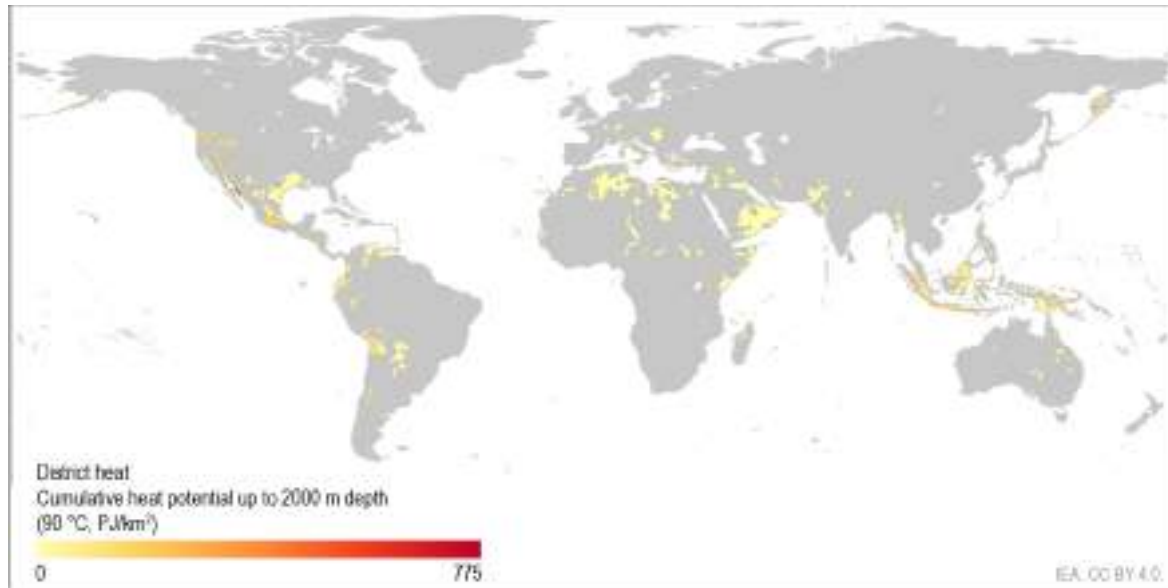 District heat
Cumulative heat potential up to 2000 m depth
(90 °C, PJ/km²)
0
775
IEA. CC BY 4.0